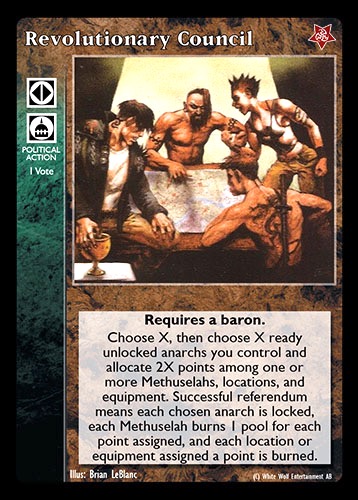 Revolutionary Council
POLITICAL
ACTION
1 Vote
Requires a baron.
Choose X, then choose X ready
unlocked anarchs you control and
allocate 2X points among one
or more Methuselahs, locations, and
equipment. Successful referendum
means each chosen anarch is locked,
each Methuselah burns 1 pool for each
point assigned, and each location or
equipment assigned a point is burned.
Illus: Brian LeBlanc
(C) White Wolf Entertainment AB